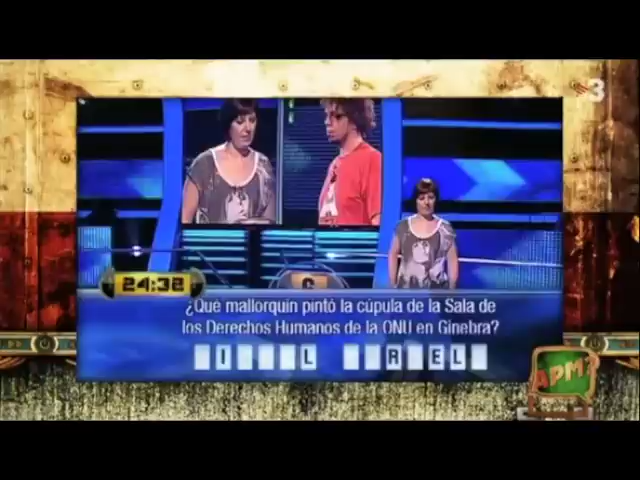 3
24:32
G
¿Qué mallorquín pintó la cúpula de la Sala de
los Derechos Humanos de la ONU en Ginebra?
I L R E L
APM?